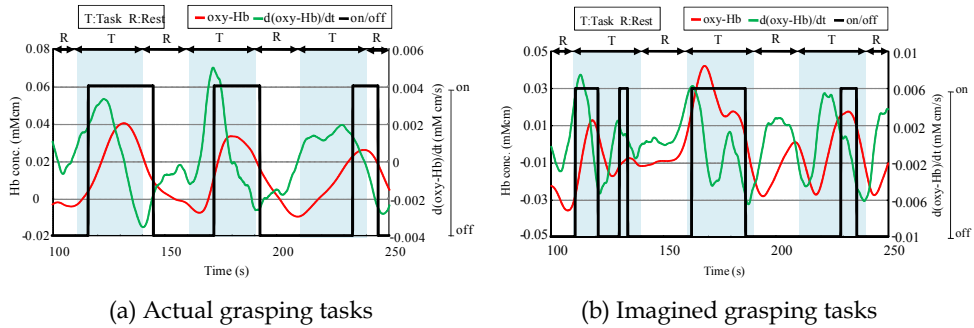 T:Task R:Rest oxy-Hb d(oxy-Hb)/dt on/off
R T R T R T R
0.08 0.006
0.06 0.004
0.04 0.002
0.02 0
0 -0.002
-0.02 -0.004
Hb conc. (mMcm)
d(oxy-Hb)/dt (mM cm/s)
on
off
100 150 200 250
Time (s)
(a) Actual grasping tasks
T:Task R:Rest oxy-Hb d(oxy-Hb)/dt on/off
R T R T R T R
0.05 0.01
0.03 0.006
0.01 0.002
-0.01 -0.002
-0.03 -0.006
-0.05 -0.01
Hb conc. (mMcm)
d(oxy-Hb)/dt (mM cm/s)
on
off
100 150 200 250
Time (s)
(b) Imagined grasping tasks